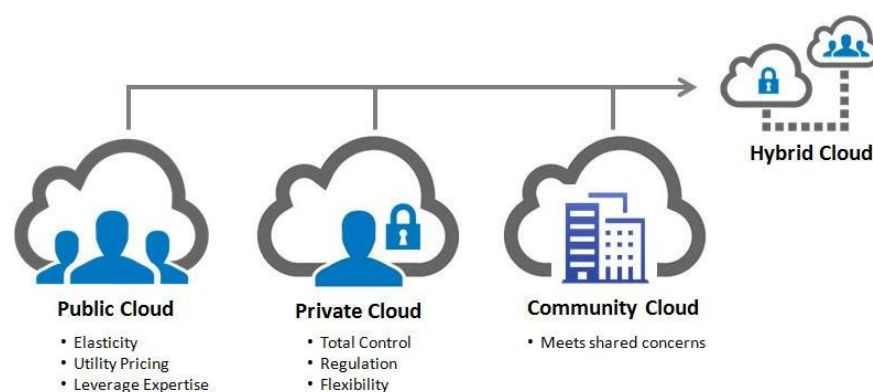 Hybrid Cloud
Public Cloud
• Elasticity
• Utility Pricing
• Leverage Expertise
Private Cloud
• Total Control
• Regulation
• Flexibility
Community Cloud
• Meets shared concerns